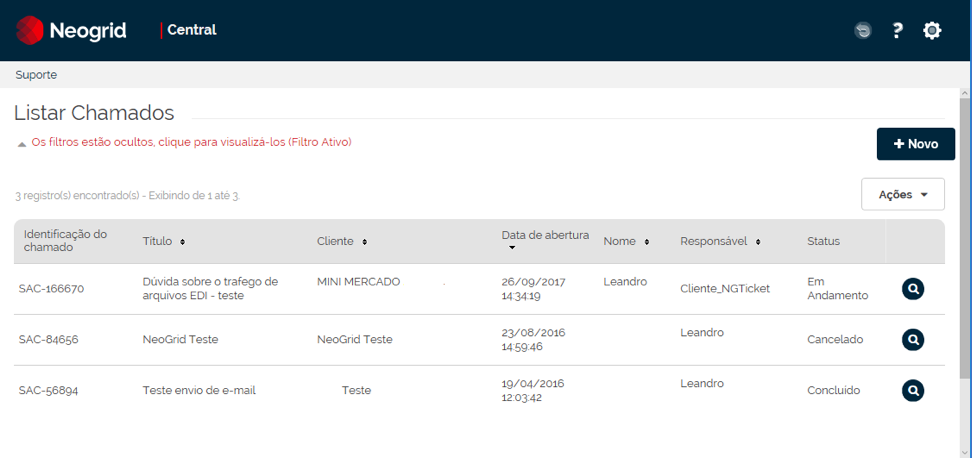 Neogrid | Central
?
Suporte
Listar Chamados
Os filtros estão ocultos, clique para visualizá-los (Filtro Ativo)
+ Novo
3 registro(s) encontrado(s) - Exibindo de 1 até 3.
Ações
Identificação do
chamado
Título
Cliente
Data de abertura
Nome
Responsável
Status
SAC-166670
Dúvida sobre o trafego de
arquivos EDI - teste
MINI MERCADO .
26/09/2017
14:34:19
Leandro
Cliente_NGTicket
Em
Andamento
SAC-84656
NeoGrid Teste
NeoGrid Teste
23/08/2016
14:59:46
Leandro
Cancelado
SAC-56894
Teste envio de e-mail
Teste
19/04/2016
12:03:42
Leandro
Concluído